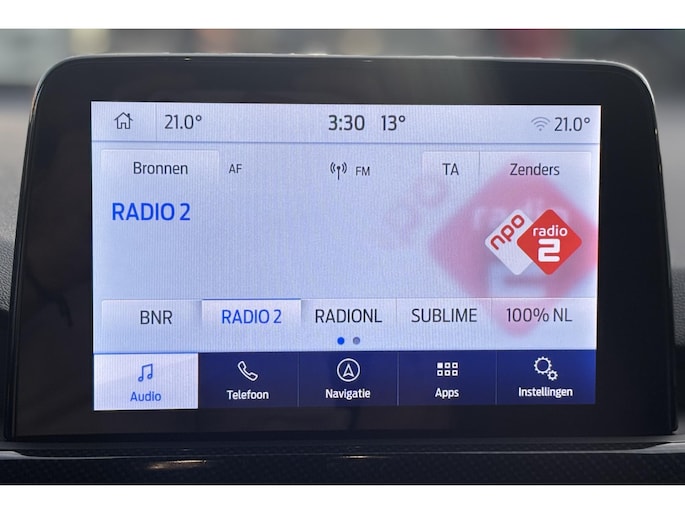 21.0° 3:30 13° 21.0°
Bronnen AF FM TA Zenders
RADIO 2
npo radio 2
BNR RADIO 2 RADIONL SUBLIME 100% NL
Audio Telefoon Navigatie Apps Instellingen